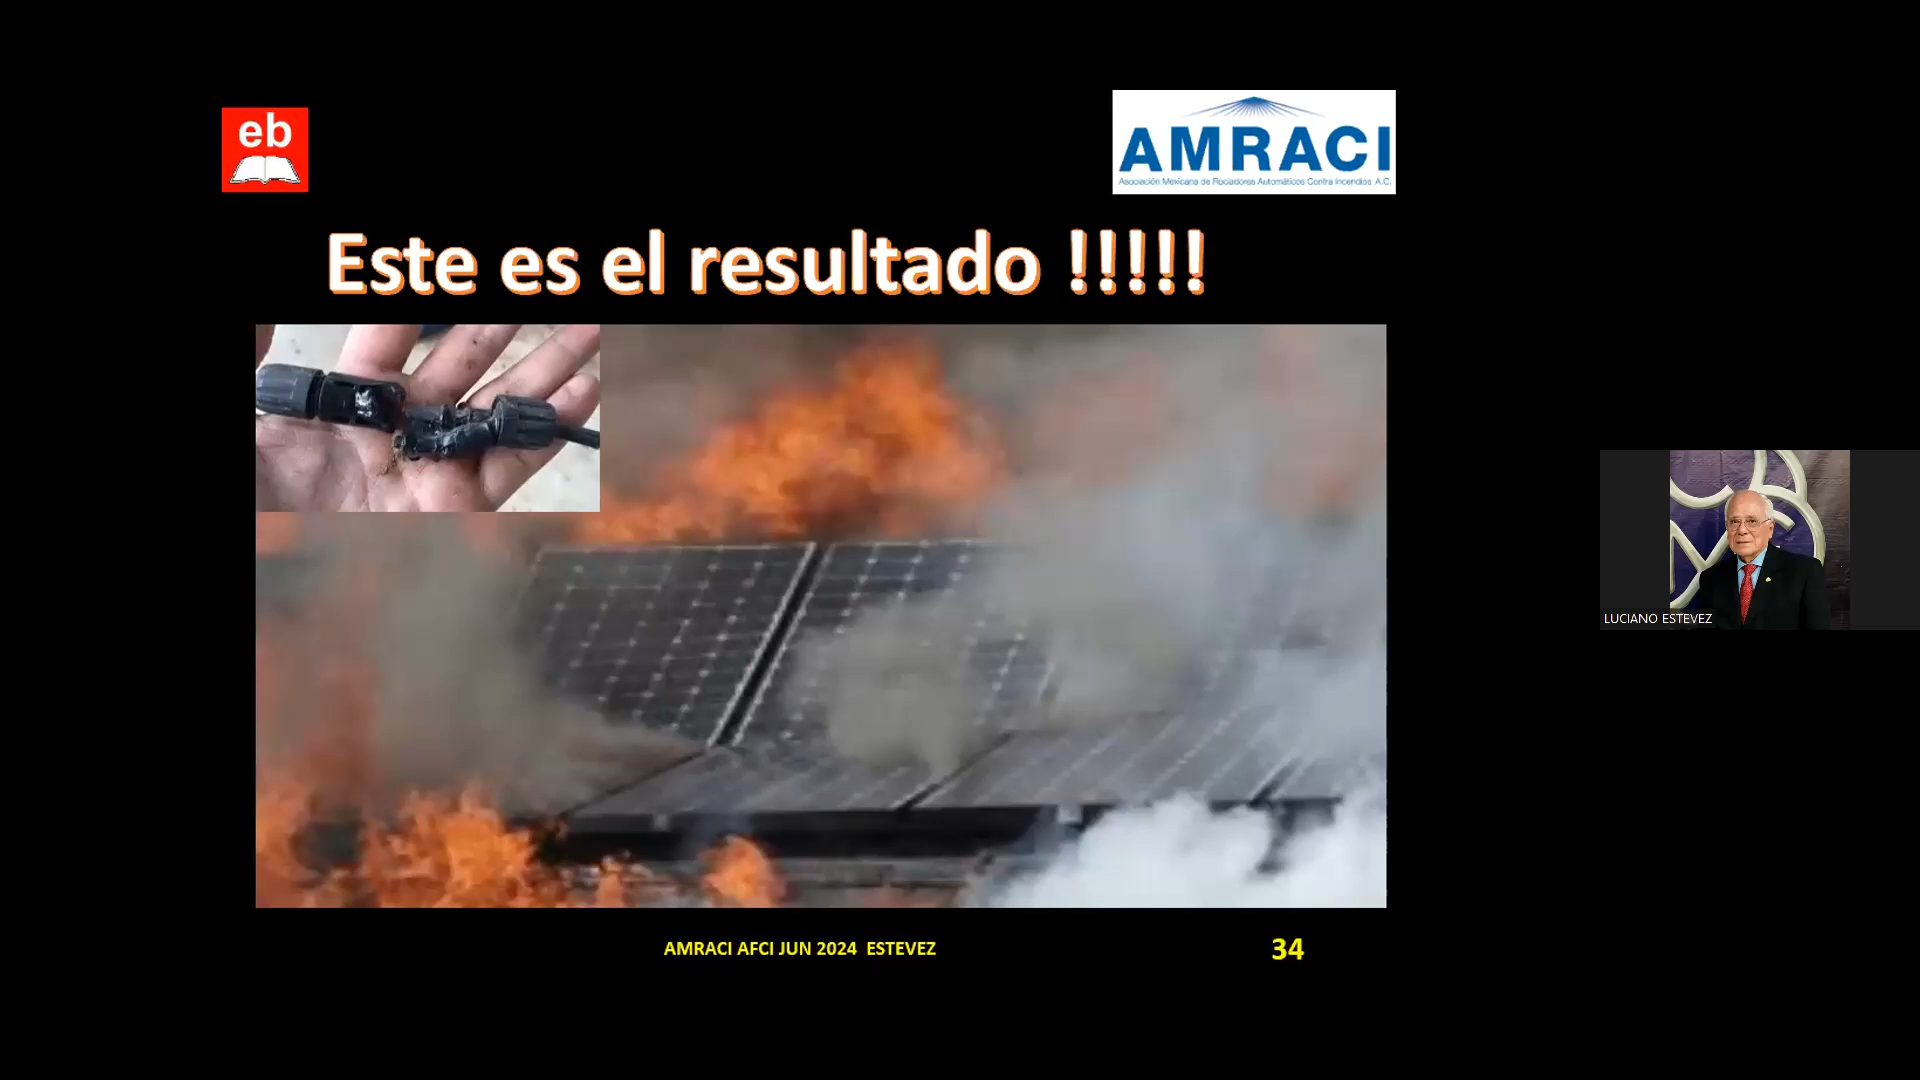 eb
AMRACI
Asociación Mexicana de Rociadores Automáticos Contra Incendios A.C.
Este es el resultado !!!!!
LUCIANO ESTEVEZ
AMRACI AFCI JUN 2024 ESTEVEZ
34